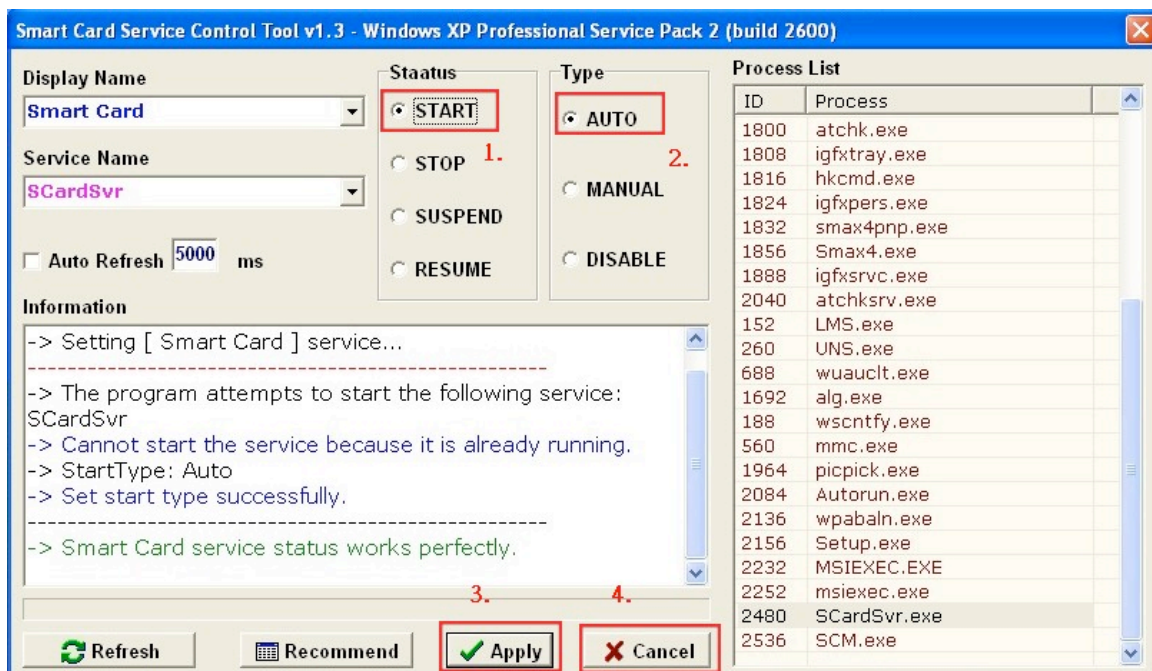 Smart Card Service Control Tool v1.3 - Windows XP Professional Service Pack 2 (build 2600)
Display Name
Smart Card
Service Name
SCardSvr
Auto Refresh 5000 ms
Staatus
START
1.
STOP
SUSPEND
RESUME
Type
AUTO
2.
MANUAL
DISABLE
Information
-> Setting [ Smart Card ] service...
-----------------------------------------------------
-> The program attempts to start the following service:
SCardSvr
-> Cannot start the service because it is already running.
-> StartType: Auto
-> Set start type successfully.
-----------------------------------------------------
-> Smart Card service status works perfectly.
3.
4.
Refresh
Recommend
Apply
Cancel
Process List
ID Process
1800 atchk.exe
1808 igfxtray.exe
1816 hkcmd.exe
1824 igfxpers.exe
1832 smax4pnp.exe
1856 Smax4.exe
1888 igfxsrvc.exe
2040 atchksrv.exe
152 LMS.exe
260 UNS.exe
688 wuauclt.exe
1692 alg.exe
188 wscntfy.exe
560 mmc.exe
1964 picpick.exe
2084 Autorun.exe
2136 wpabaln.exe
2156 Setup.exe
2232 MSIEXEC.EXE
2252 msiexec.exe
2480 SCardSvr.exe
2536 SCM.exe